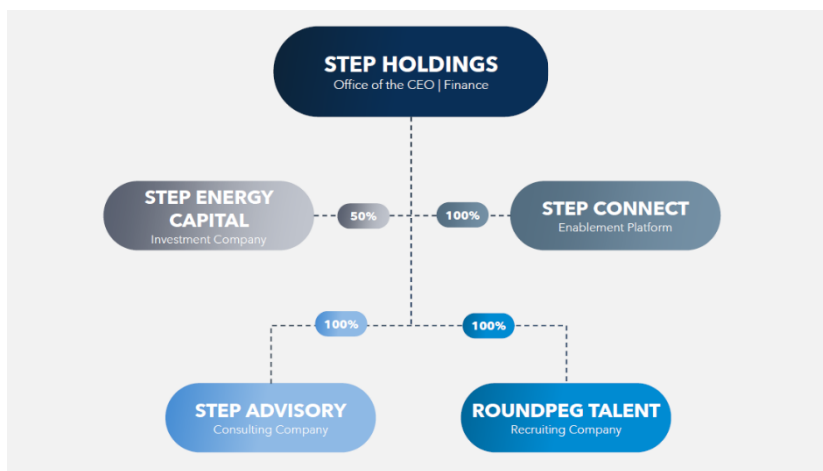 STEP HOLDINGS
Office of the CEO | Finance
STEP ENERGY
CAPITAL
Investment Company
50%
100%
STEP CONNECT
Enablement Platform
100%
100%
STEP ADVISORY
Consulting Company
ROUNDPEG TALENT
Recruiting Company